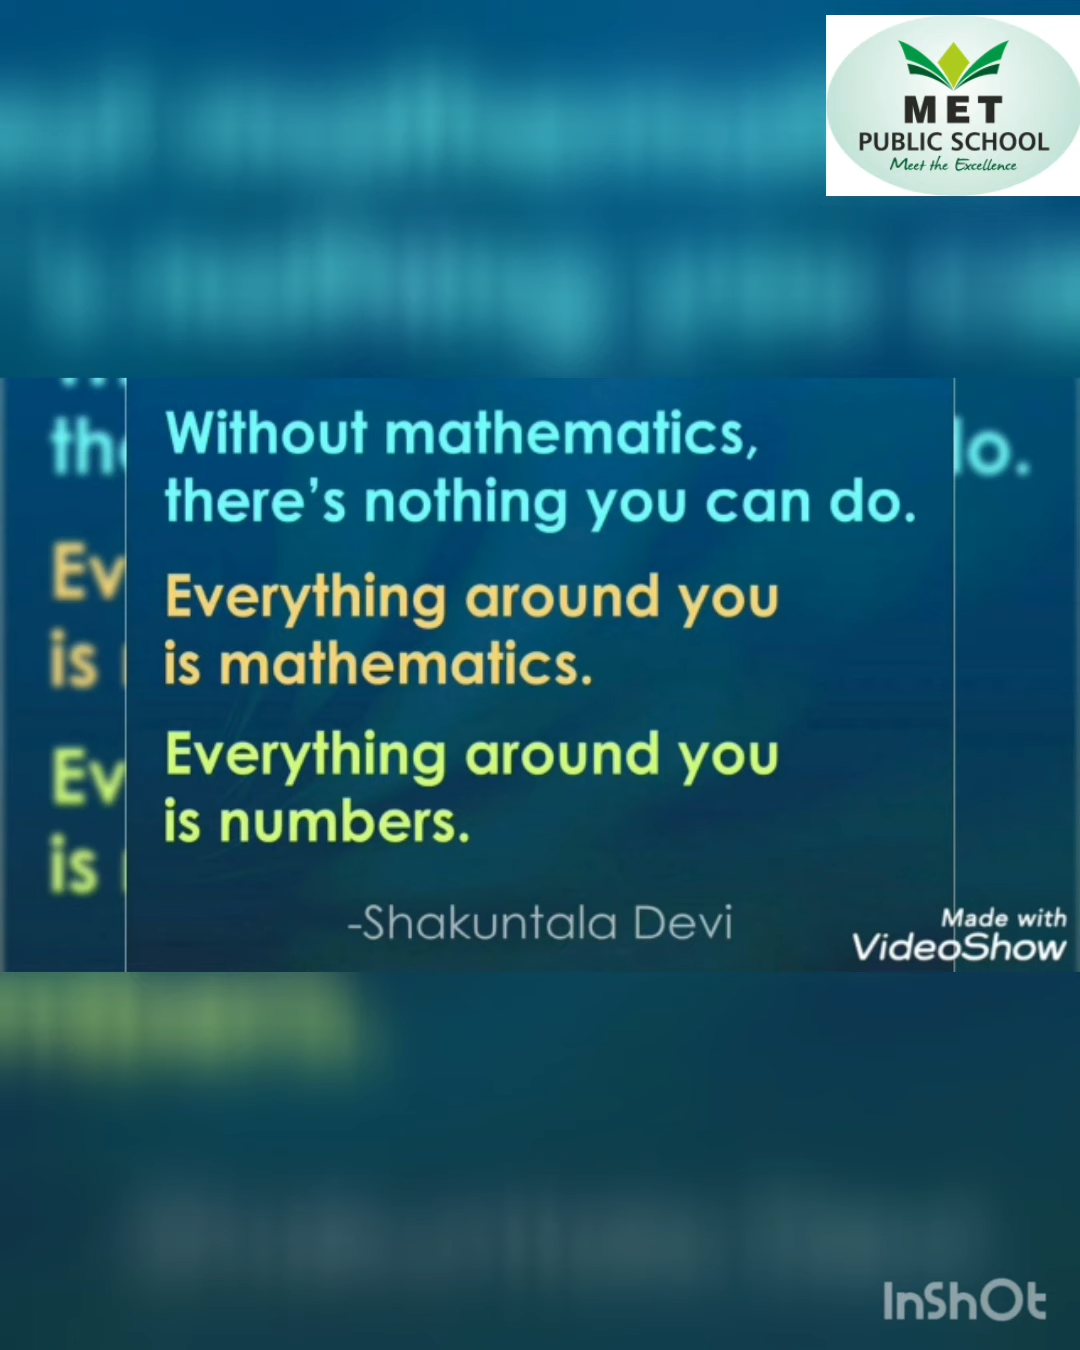 MET
PUBLIC SCHOOL
Meet the Excellence
Without mathematics,
there's nothing you can do.
Everything around you
is mathematics.
Everything around you
is numbers.
-Shakuntala Devi
Made with
VideoShow
InShOt